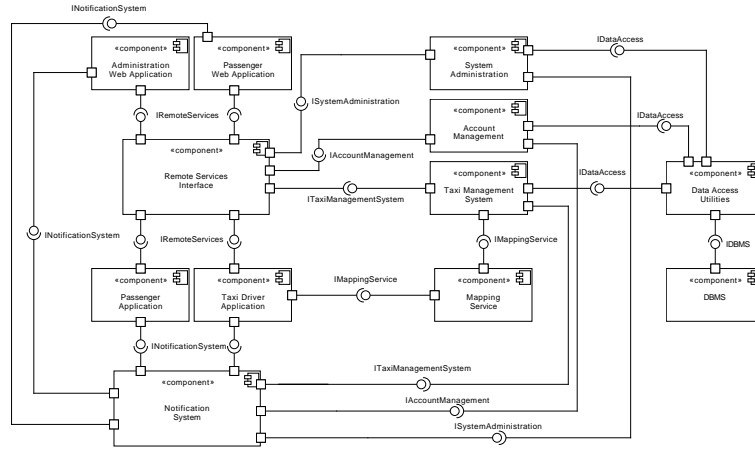 INotificationSystem
«component»
Administration
Web Application
«component»
Passenger
Web Application
«component»
System
Administration
IDataAccess
IRemoteServices
ISystemAdministration
«component»
Account
Management
IDataAccess
«component»
Remote Services
Interface
IAccountManagement
ITaxiManagementSystem
«component»
Taxi Management
System
IDataAccess
«component»
Data Access
Utilities
INotificationSystem
IRemoteServices
IMappingService
IDBMS
«component»
Passenger
Application
«component»
Taxi Driver
Application
IMappingService
«component»
Mapping
Service
«component»
DBMS
INotificationSystem
«component»
Notification
System
ITaxiManagementSystem
IAccountManagement
ISystemAdministration